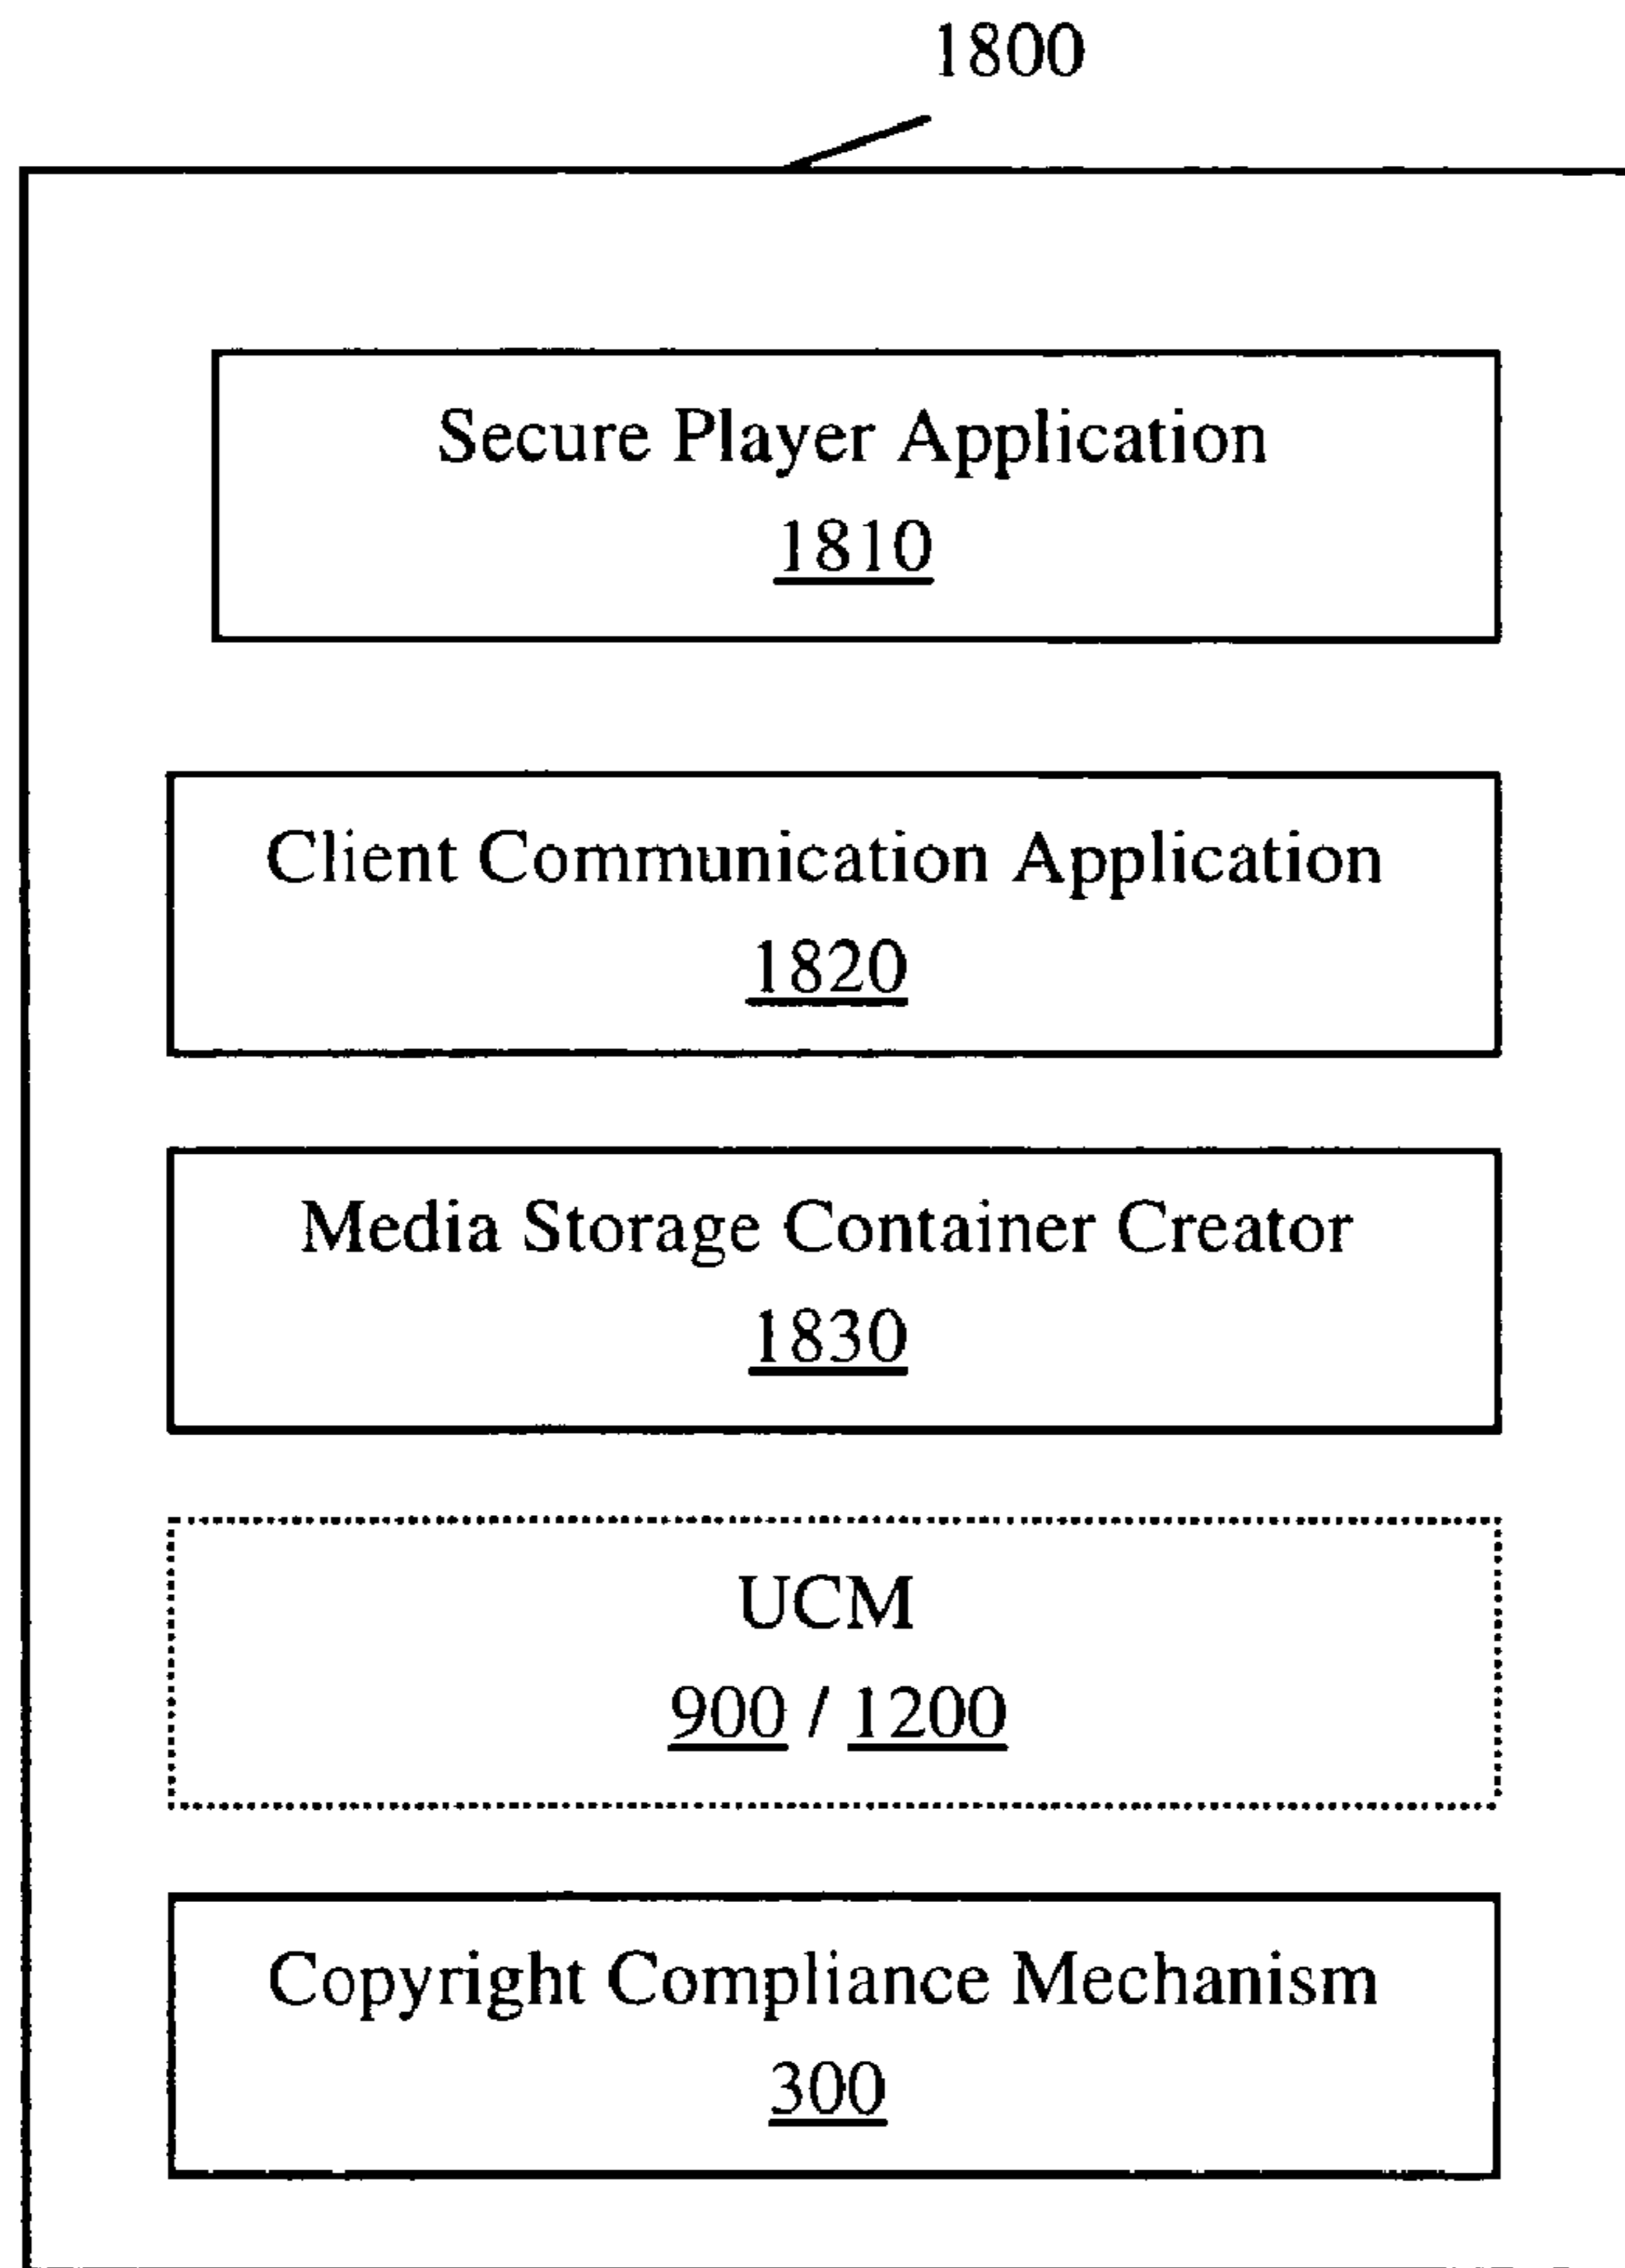 1800
Secure Player Application
1810
Client Communication Application
1820
Media Storage Container Creator
1830
UCM
900 / 1200
Copyright Compliance Mechanism
300